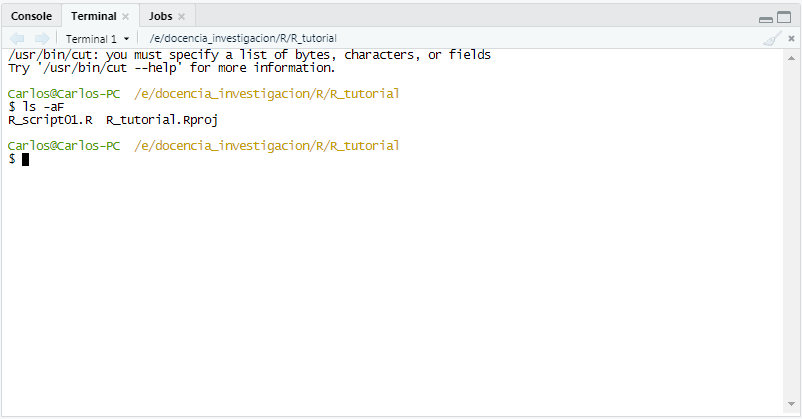 Console Terminal Jobs
Terminal 1 /e/docencia_investigacion/R/R_tutorial
/usr/bin/cut: you must specify a list of bytes, characters, or fields
Try '/usr/bin/cut --help' for more information.
Carlos@Carlos-PC /e/docencia_investigacion/R/R_tutorial
$ ls -aF
R_script01.R R_tutorial.Rproj
Carlos@Carlos-PC /e/docencia_investigacion/R/R_tutorial
$